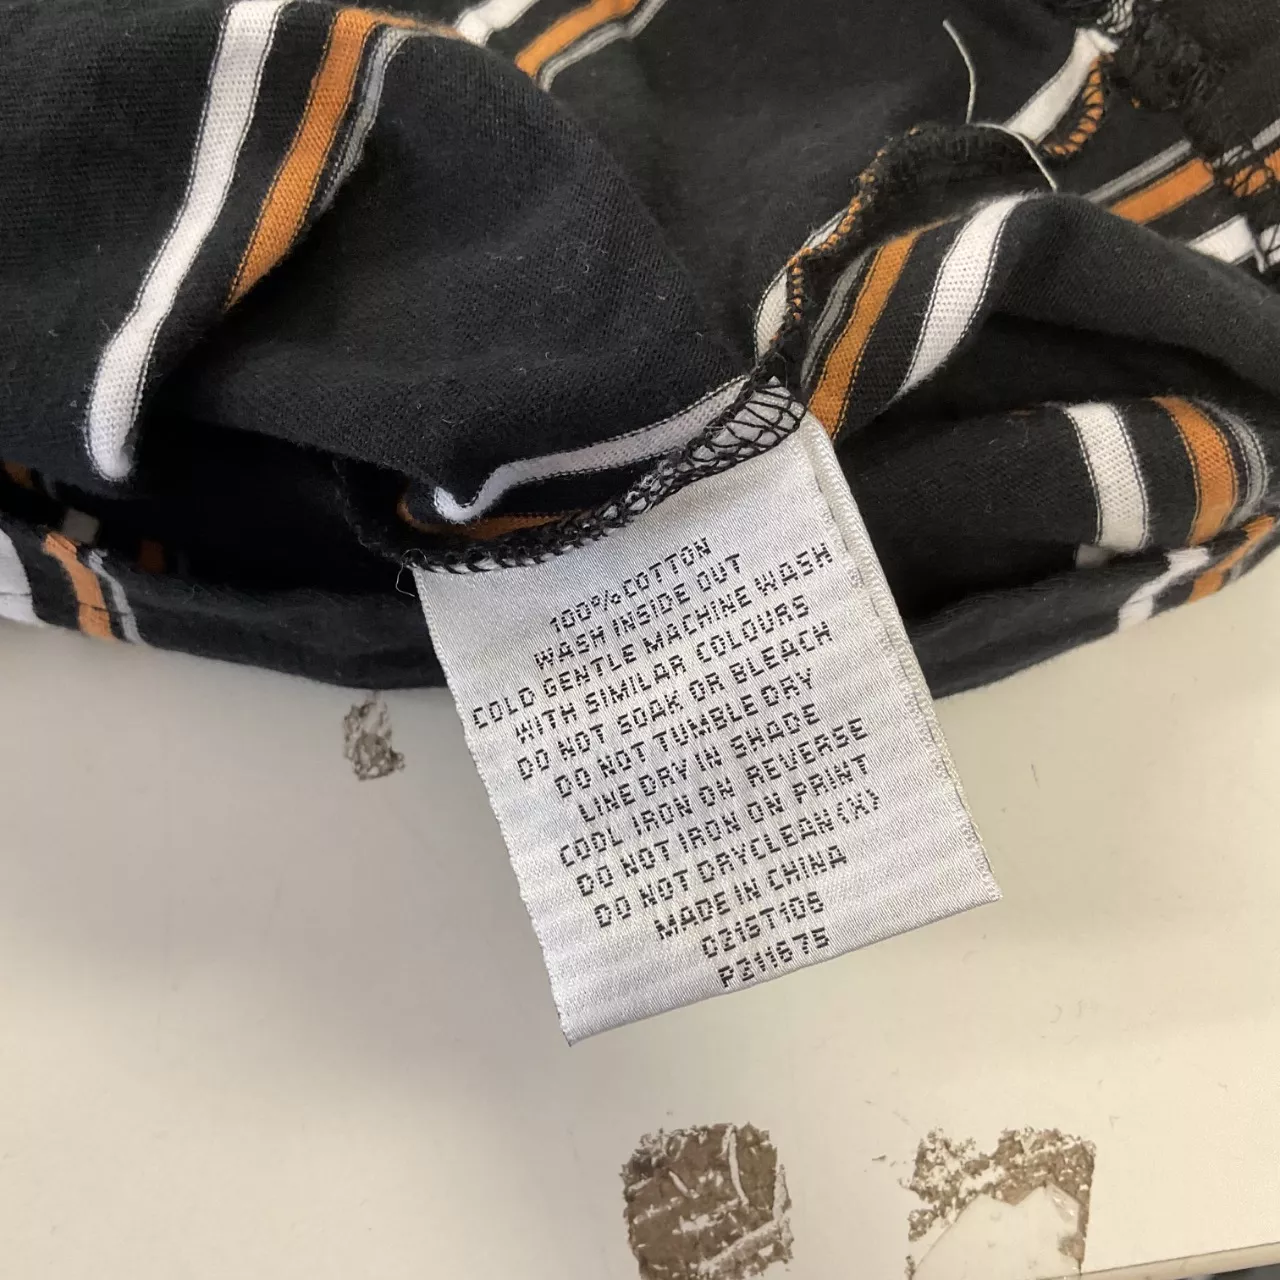 100% COTTON
WASH INSIDE OUT
COLD GENTLE MACHINE WASH
WITH SIMILAR COLOURS
DO NOT SOAK OR BLEACH
DO NOT TUMBLE DRY
LINE DRY IN SHADE
COOL IRON ON REVERSE
DO NOT IRON ON PRINT
DO NOT DRYCLEAN(X)
MADE IN CHINA